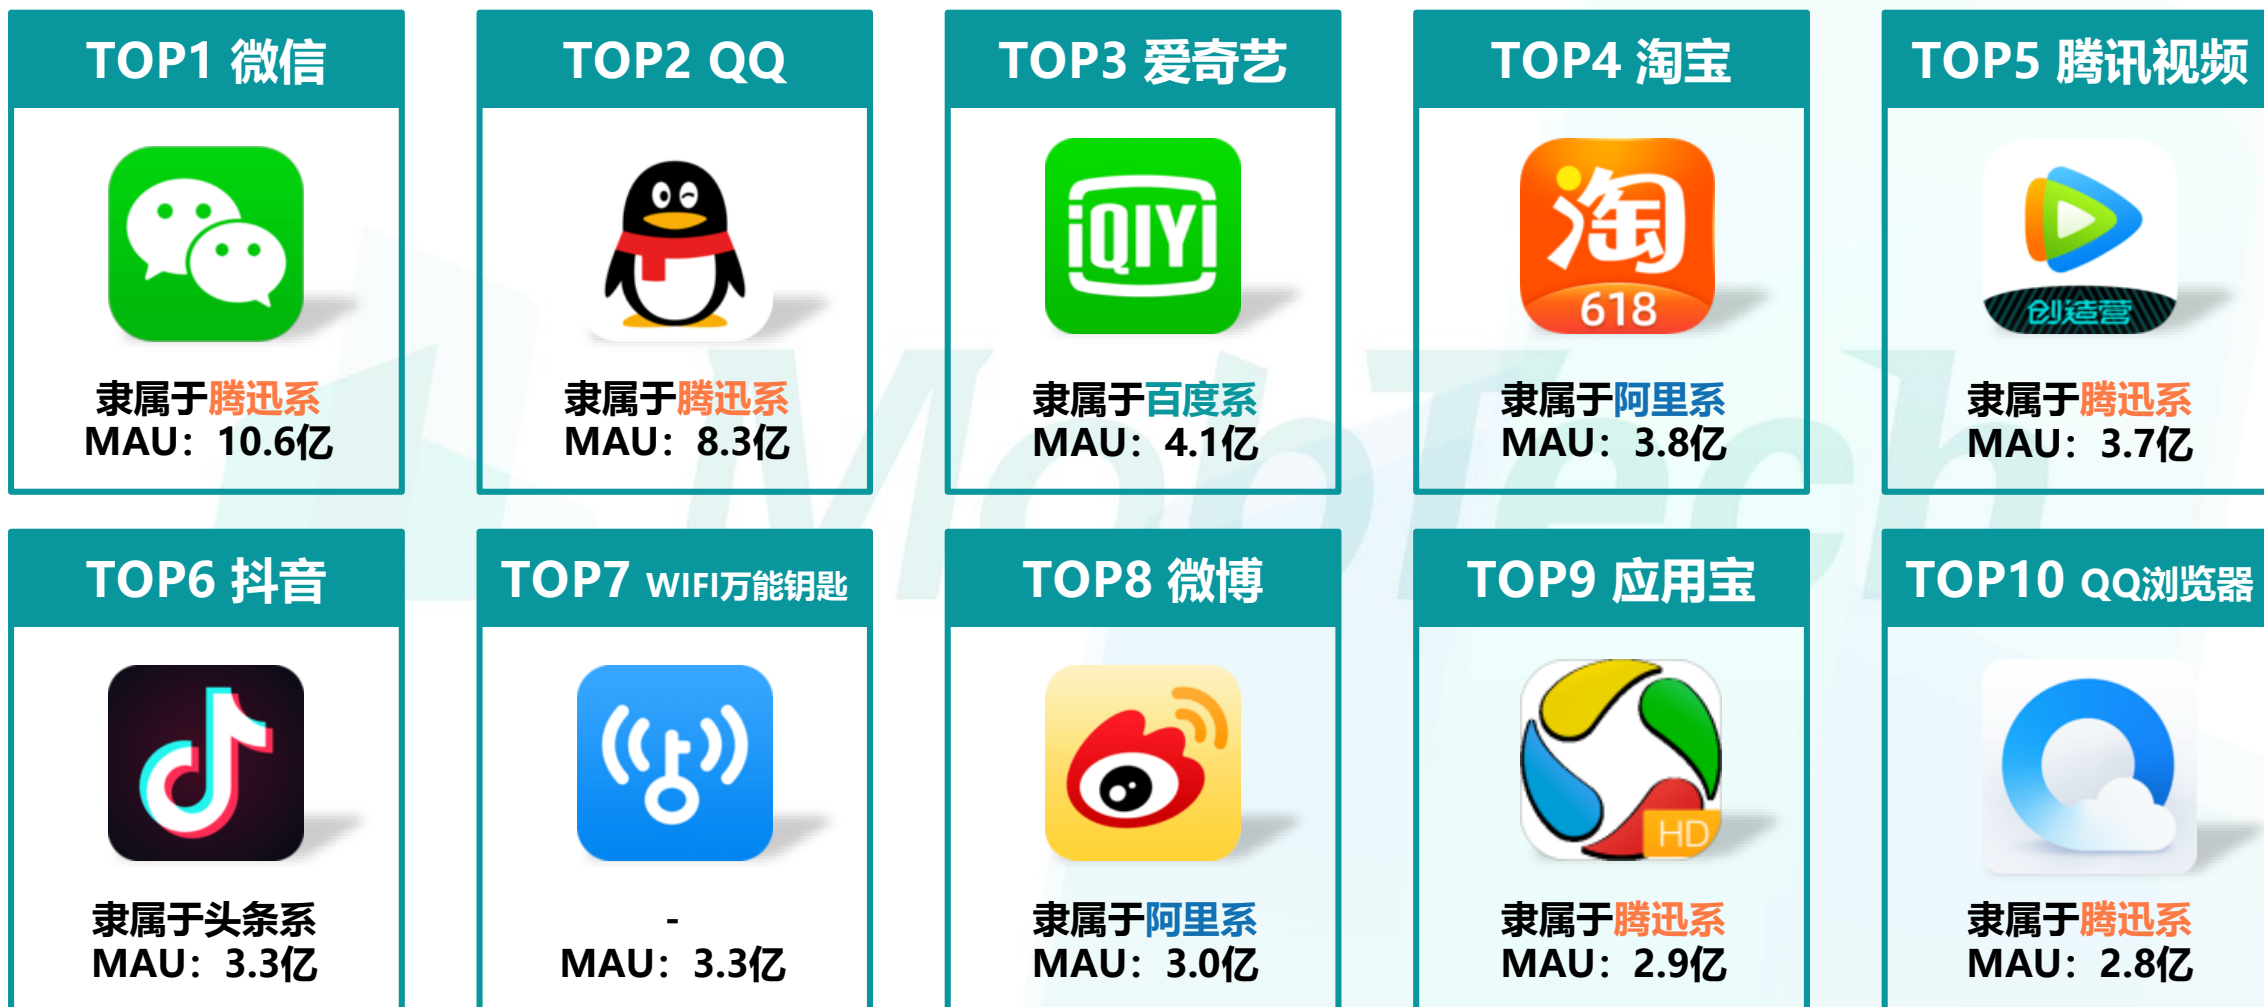 TOP1 微信
TOP2 QQ
TOP3 爱奇艺
TOP4 淘宝
TOP5 腾讯视频
iQIYI
淘
618
创造营
隶属于腾迅系
MAU：10.6亿
隶属于腾迅系
MAU：8.3亿
隶属于百度系
MAU：4.1亿
隶属于阿里系
MAU：3.8亿
隶属于腾迅系
MAU：3.7亿
MobTech
TOP6 抖音
TOP7 WIFI万能钥匙
TOP8 微博
TOP9 应用宝
TOP10 QQ浏览器
HD
隶属于头条系
MAU：3.3亿
-
MAU：3.3亿
隶属于阿里系
MAU：3.0亿
隶属于腾迅系
MAU：2.9亿
隶属于腾迅系
MAU：2.8亿